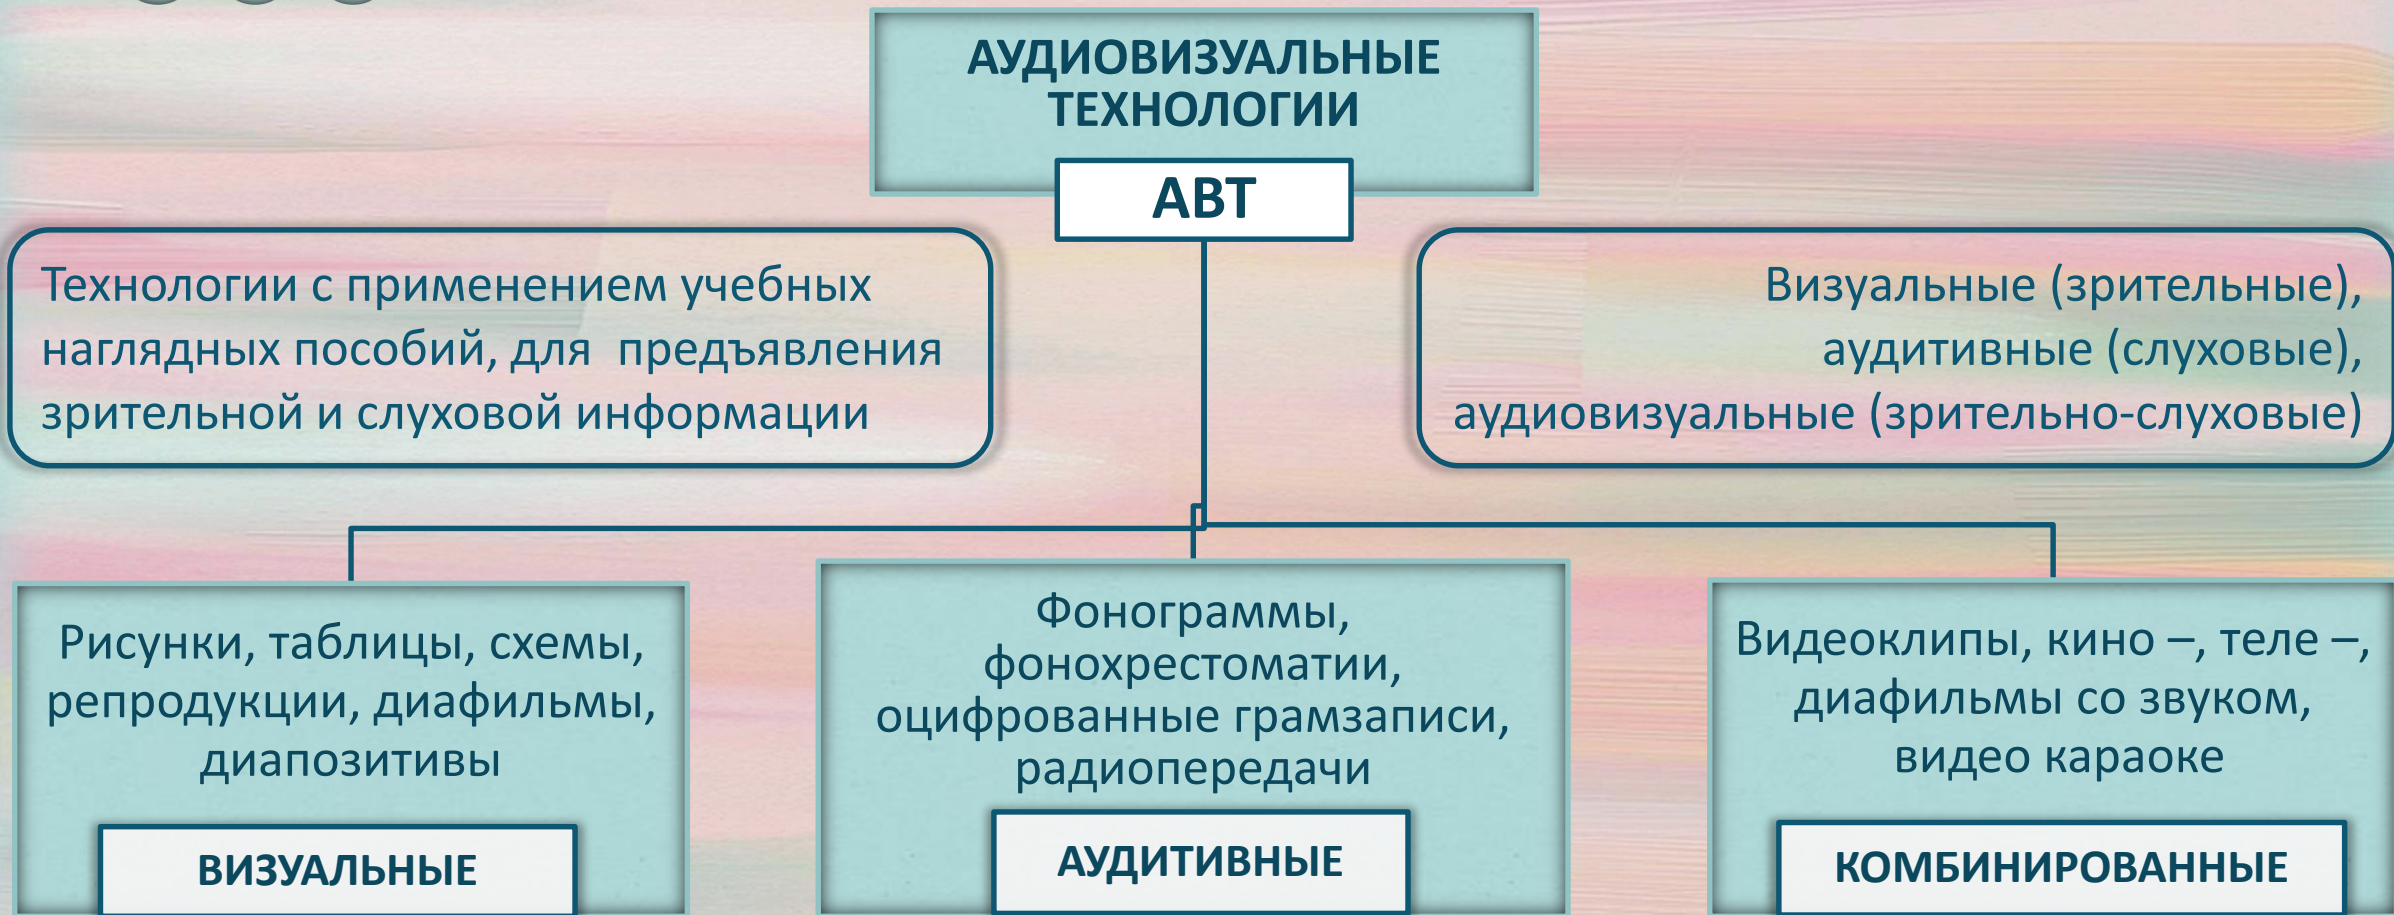 АУДИОВИЗУАЛЬНЫЕ
ТЕХНОЛОГИИ
АВТ
Технологии с применением учебных
наглядных пособий, для предъявления
зрительной и слуховой информации
Визуальные (зрительные),
аудитивные (слуховые),
аудиовизуальные (зрительно-слуховые)
Рисунки, таблицы, схемы,
репродукции, диафильмы,
диапозитивы
ВИЗУАЛЬНЫЕ
Фонограммы,
фонохрестоматии,
оцифрованные грамзаписи,
радиопередачи
АУДИТИВНЫЕ
Видеоклипы, кино –, теле –,
диафильмы со звуком,
видео караоке
КОМБИНИРОВАННЫЕ